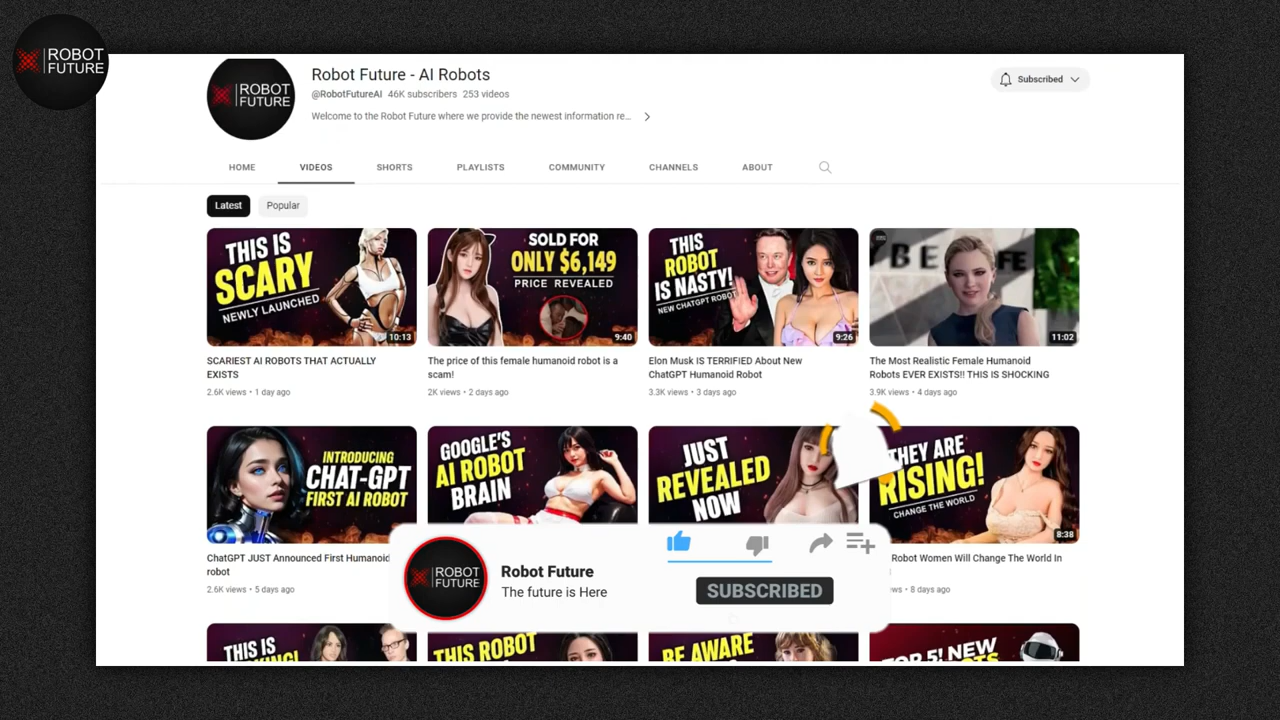 ROBOT
FUTURE
ROBOT
FUTURE
Robot Future - AI Robots
@RobotFutureAI 46K subscribers 253 videos
Welcome to the Robot Future where we provide the newest information re...
Subscribed
HOME VIDEOS SHORTS PLAYLISTS COMMUNITY CHANNELS ABOUT
Latest Popular
THIS IS
SCARY
NEWLY LAUNCHED
10:13
SOLD FOR
ONLY $6,149
PRICE REVEALED
9:40
THIS
ROBOT
IS NASTY!
NEW CHATGPT ROBOT
9:26
YBE FE
11:02
SCARIEST AI ROBOTS THAT ACTUALLY
EXISTS
2.6K views • 1 day ago
The price of this female humanoid robot is a
scam!
2K views • 2 days ago
Elon Musk IS TERRIFIED About New
ChatGPT Humanoid Robot
3.3K views • 3 days ago
The Most Realistic Female Humanoid
Robots EVER EXISTS!! THIS IS SHOCKING
3.9K views • 4 days ago
INTRODUCING
CHAT-GPT
FIRST AI ROBOT
GOOGLE'S
AI ROBOT
BRAIN
JUST
REVEALED
NOW
THEY ARE
RISING!
CHANGE THE WORLD
8:38
ChatGPT JUST Announced First Humanoid
robot
2.6K views • 5 days ago
Robot Women Will Change The World In
ws • 8 days ago
ROBOT
FUTURE
Robot Future
The future is Here
SUBSCRIBED
THIS IS
THIS ROBOT
BE AWARE
TOP 5! NEW